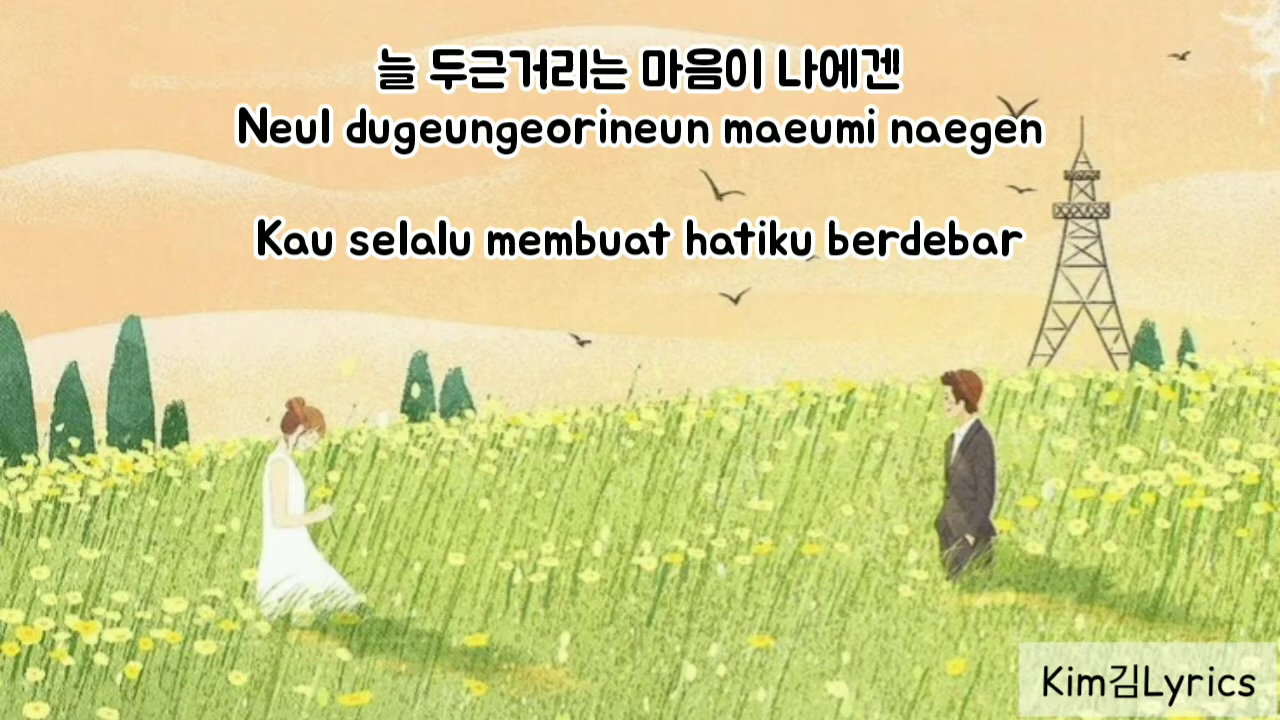 늘 두근거리는 마음이 나에겐
Neul dugeungeorineun maeumi naegen
Kau selalu membuat hatiku berdebar
Kim김Lyrics